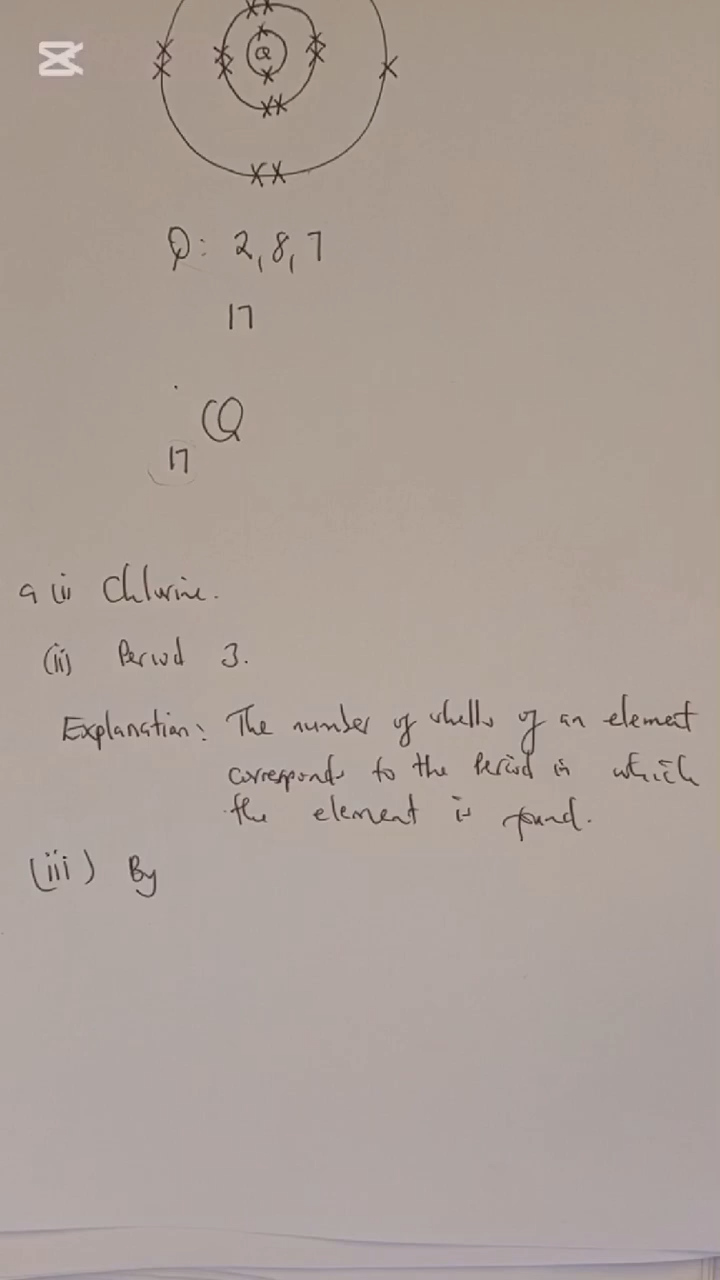 Q
Q: 2,8,7
17
Q
17
a (i) Chlorine.
(ii) Period 3.
Explanation: The number of shells of an element
corresponds to the Period in which
the element is found.
(iii) By